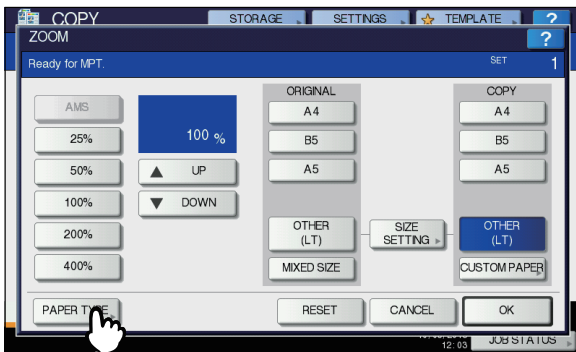 COPY
STORAGE
SETTINGS
TEMPLATE
?
ZOOM
?
Ready for MPT.
SET 1
ORIGINAL
COPY
AMS
100 %
A4
A4
25%
B5
B5
50%
UP
A5
A5
100%
DOWN
200%
OTHER
(LT)
SIZE
SETTING
OTHER
(LT)
400%
MIXED SIZE
CUSTOM PAPER
PAPER TYPE
RESET
CANCEL
OK
12:03
JOB STATUS